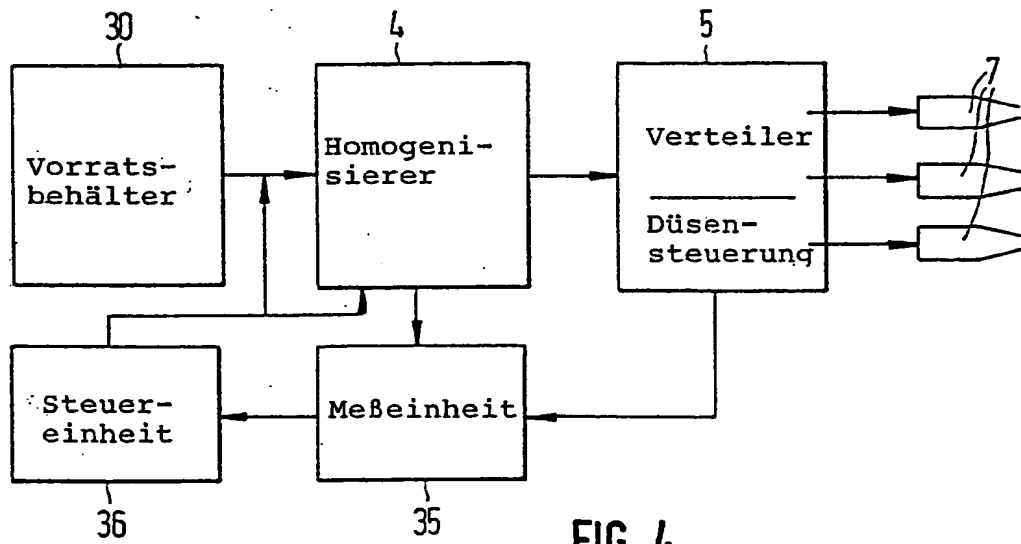 30
4
5
7
Vorrats-
behälter
Homogeni-
sierer
Verteiler
Düsen-
steuerung
Steuer-
einheit
Meßeinheit
36
35
FIG. 4